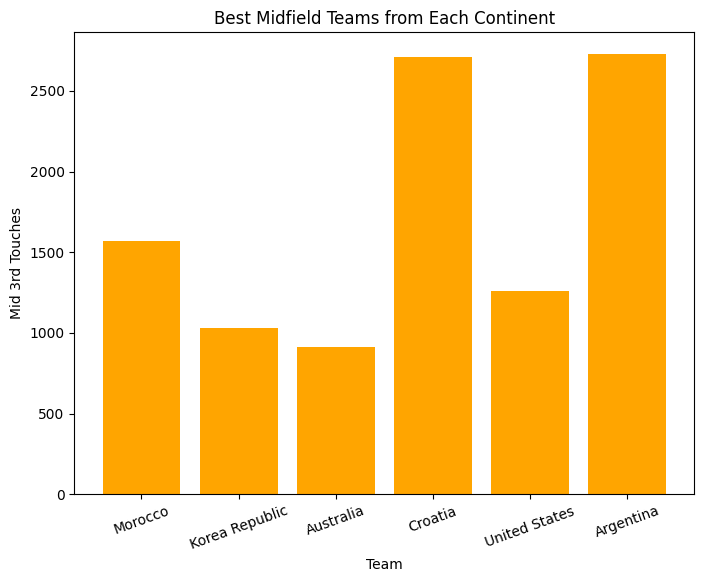 Best Midfield Teams from Each Continent
Mid 3rd Touches
2500
2000
1500
1000
500
0
Morocco
Korea Republic
Australia
Croatia
United States
Argentina
Team